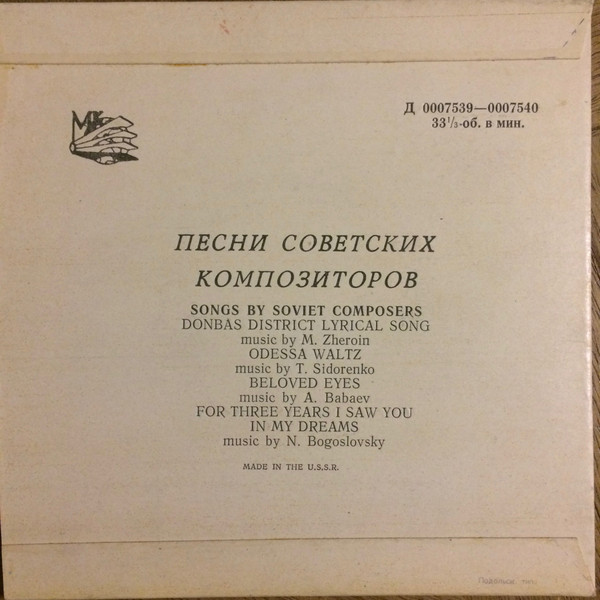 МК
Д 0007539—0007540
33⅓-об. в мин.
ПЕСНИ СОВЕТСКИХ
КОМПОЗИТОРОВ
SONGS BY SOVIET COMPOSERS
DONBAS DISTRICT LYRICAL SONG
music by M. Zheroin
ODESSA WALTZ
music by T. Sidorenko
BELOVED EYES
music by A. Babaev
FOR THREE YEARS I SAW YOU
IN MY DREAMS
music by N. Bogoslovsky
MADE IN THE U.S.S.R.